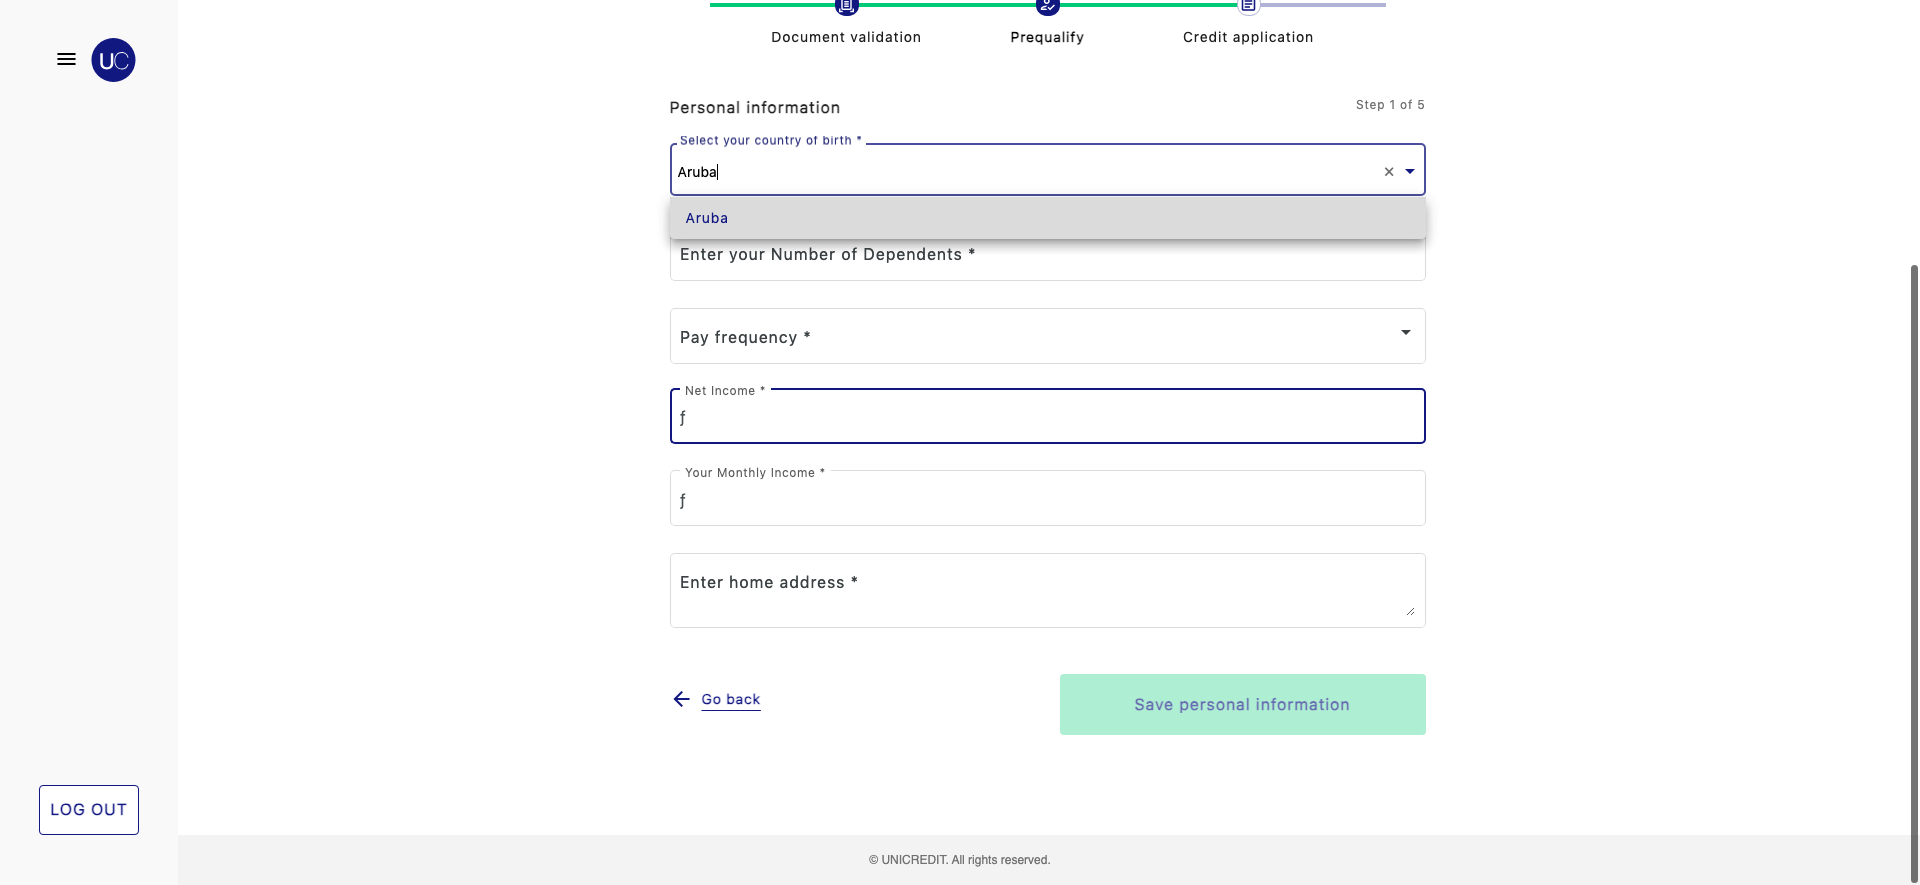 UC
Document validation
Prequalify
Credit application
Personal information
Step 1 of 5
Select your country of birth *
Aruba
Aruba
Enter your Number of Dependents *
Pay frequency *
Net Income *
ƒ
Your Monthly Income *
ƒ
Enter home address *
Go back
Save personal information
LOG OUT
© UNICREDIT. All rights reserved.